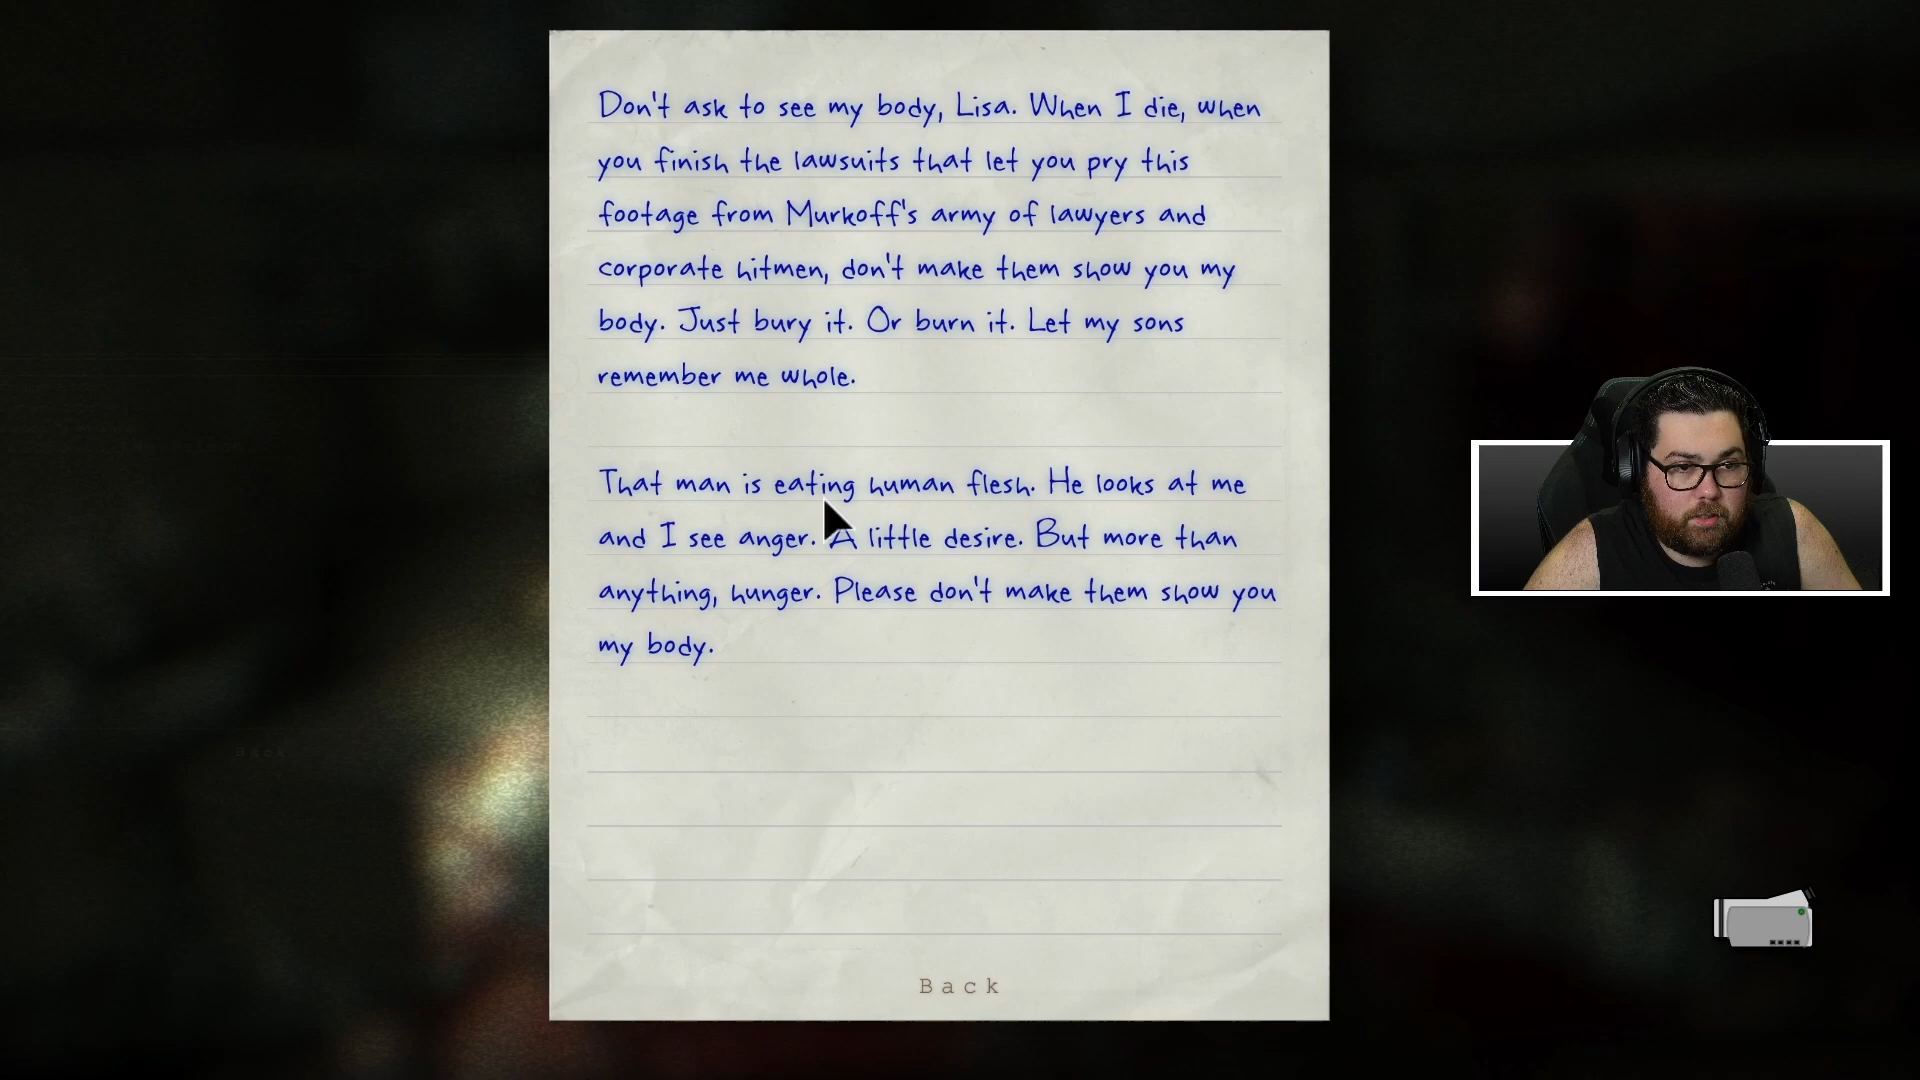 Don't ask to see my body, Lisa. When I die, when
you finish the lawsuits that let you pry this
footage from Murkoff's army of lawyers and
corporate hitmen, don't make them show you my
body. Just bury it. Or burn it. Let my sons
remember me whole.
That man is eating human flesh. He looks at me
and I see anger. A little desire. But more than
anything, hunger. Please don't make them show you
my body.
Back
Back